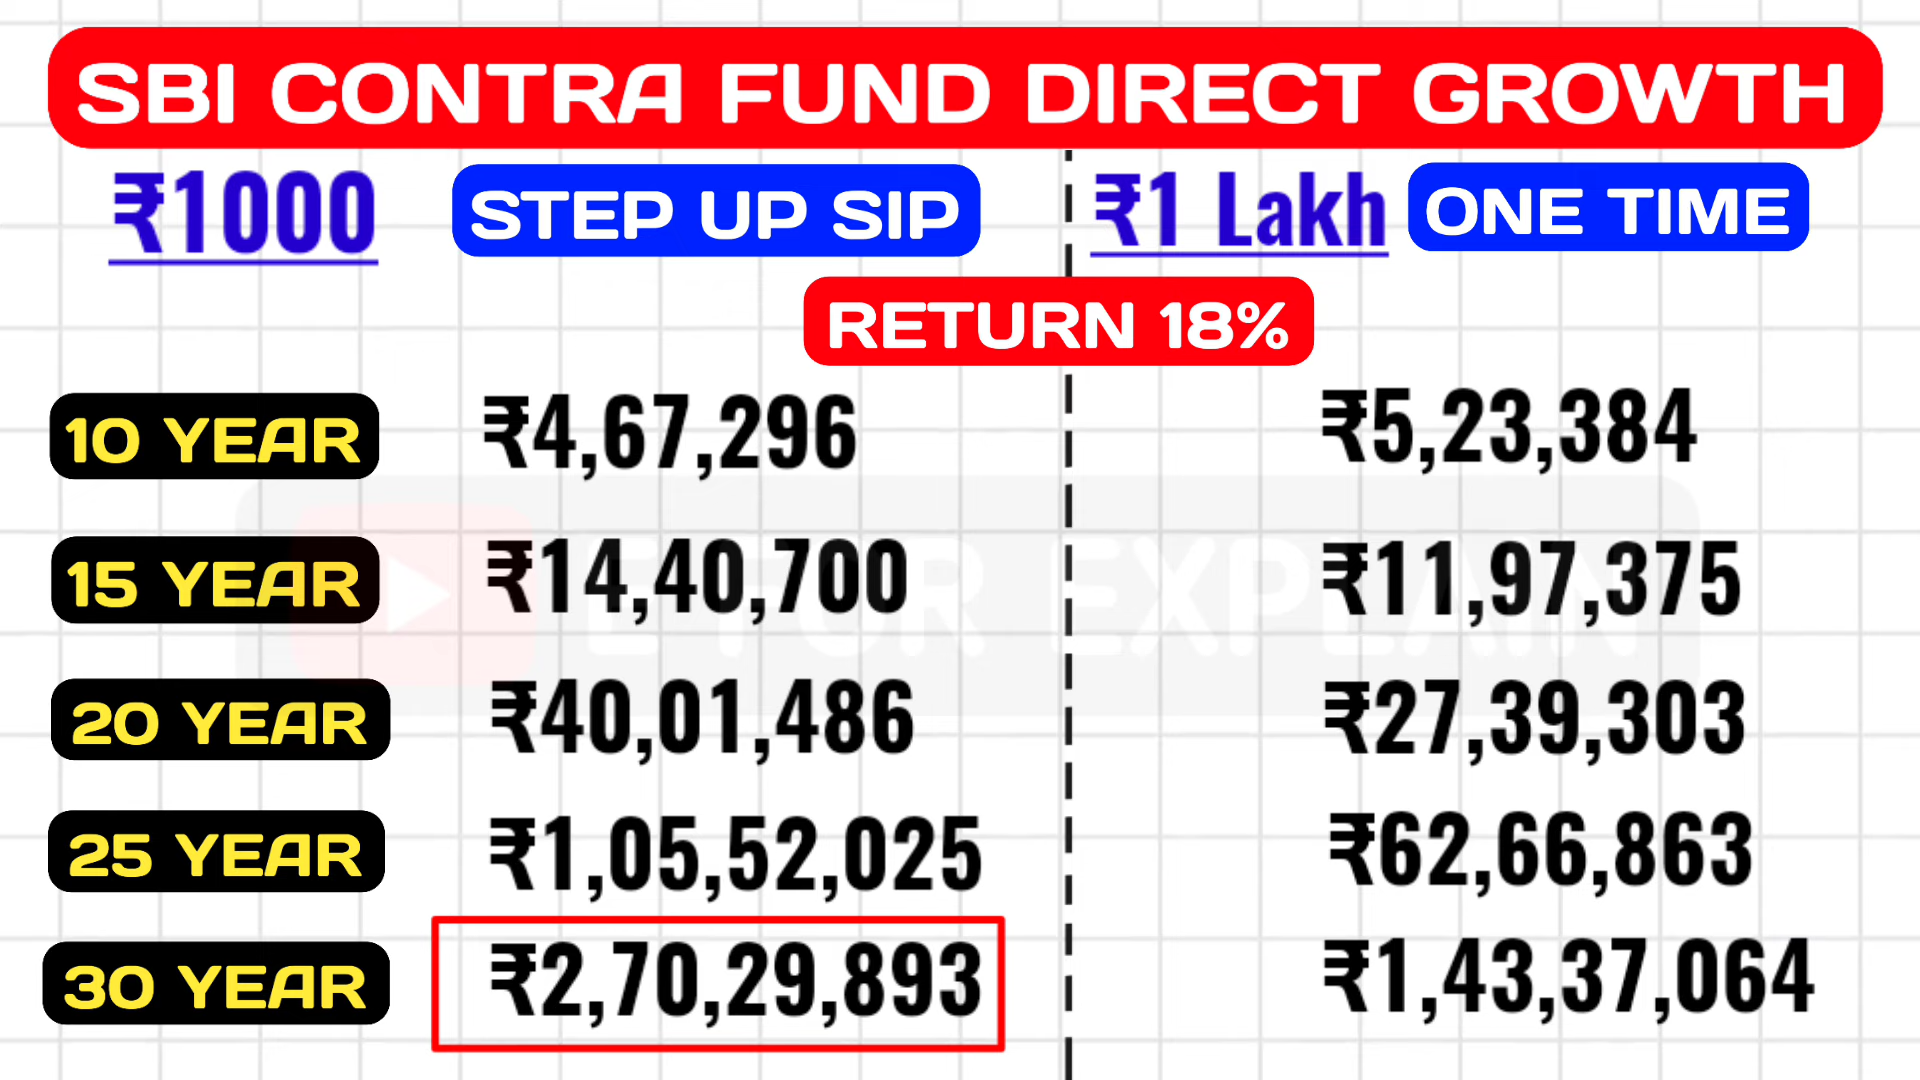 SBI CONTRA FUND DIRECT GROWTH
₹1000 STEP UP SIP ₹1 Lakh ONE TIME
RETURN 18%
10 YEAR ₹4,67,296 ₹5,23,384
15 YEAR ₹14,40,700 ₹11,97,375
EXPLAIN
20 YEAR ₹40,01,486 ₹27,39,303
25 YEAR ₹1,05,52,025 ₹62,66,863
30 YEAR ₹2,70,29,893 ₹1,43,37,064